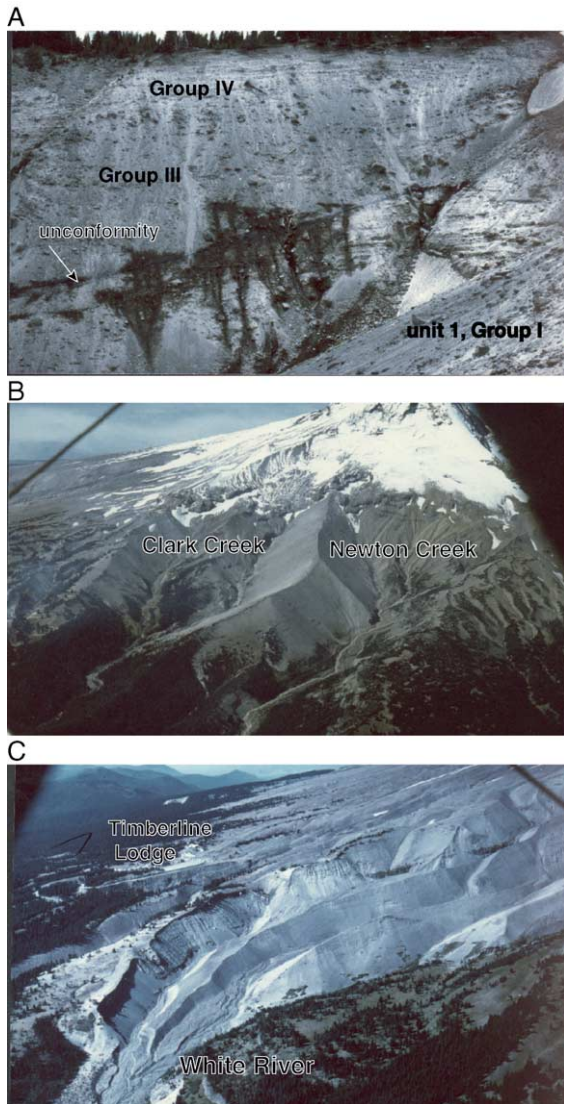 A
Group IV
Group III
unconformity
unit 1, Group I
B
Clark Creek
Newton Creek
C
Timberline
Lodge
White River